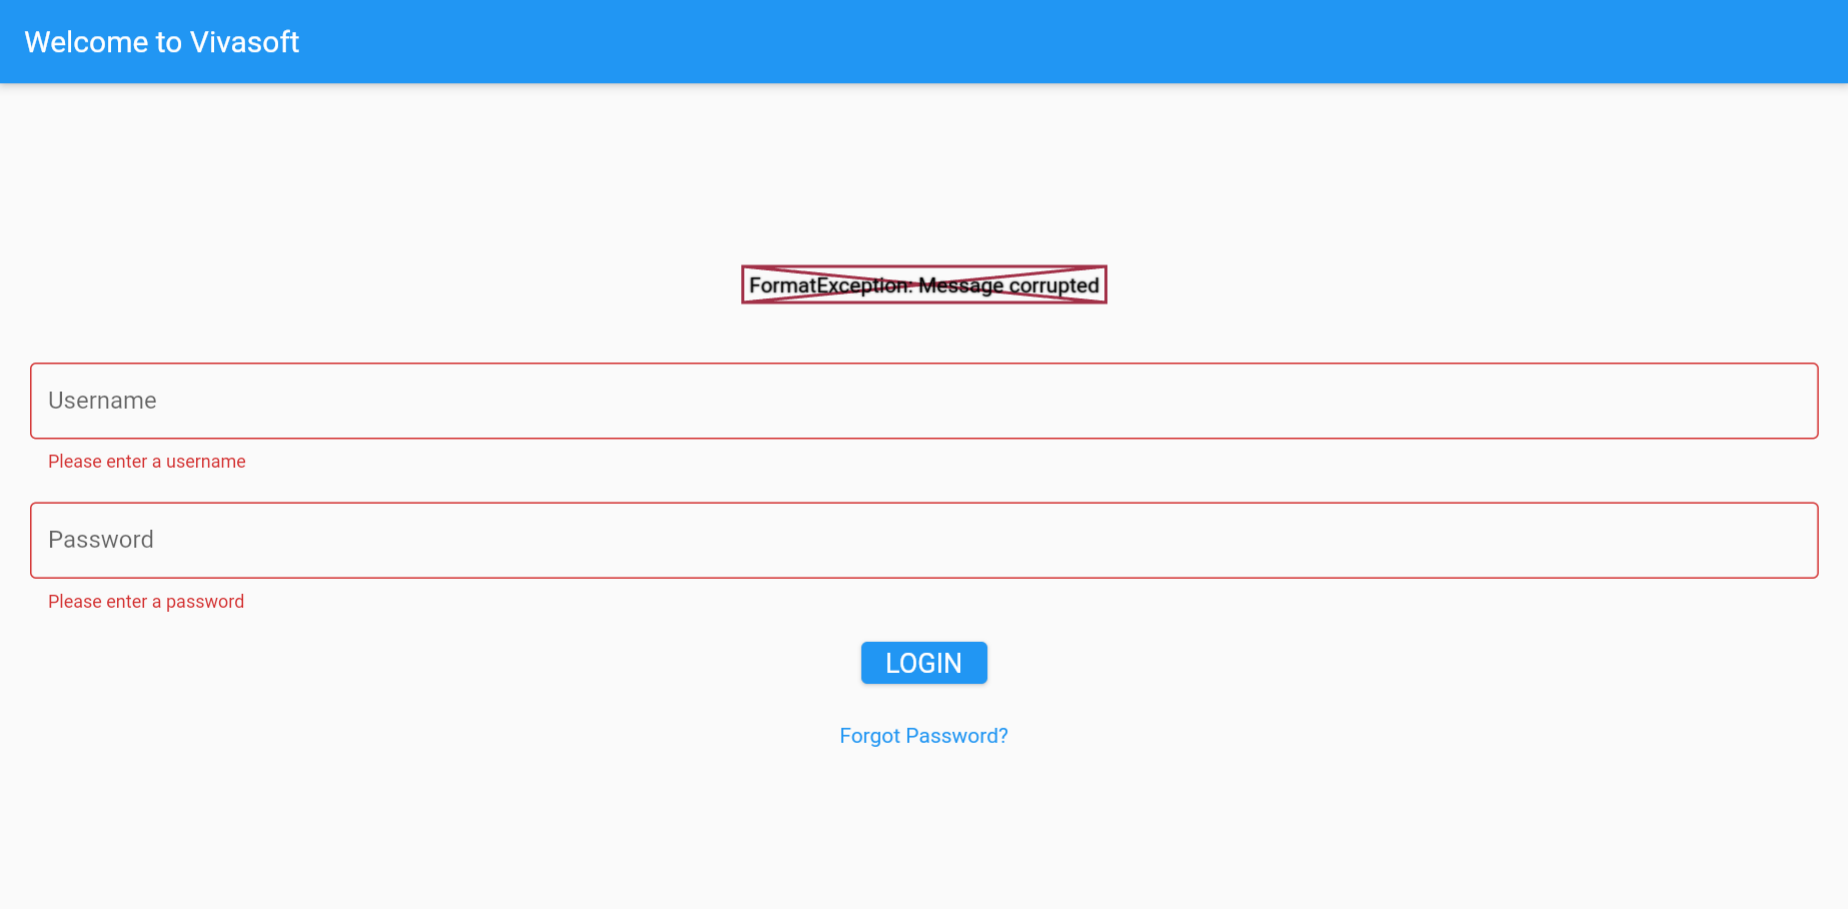 Welcome to Vivasoft
FormatException: Message corrupted
Username
Please enter a username
Password
Please enter a password
LOGIN
Forgot Password?